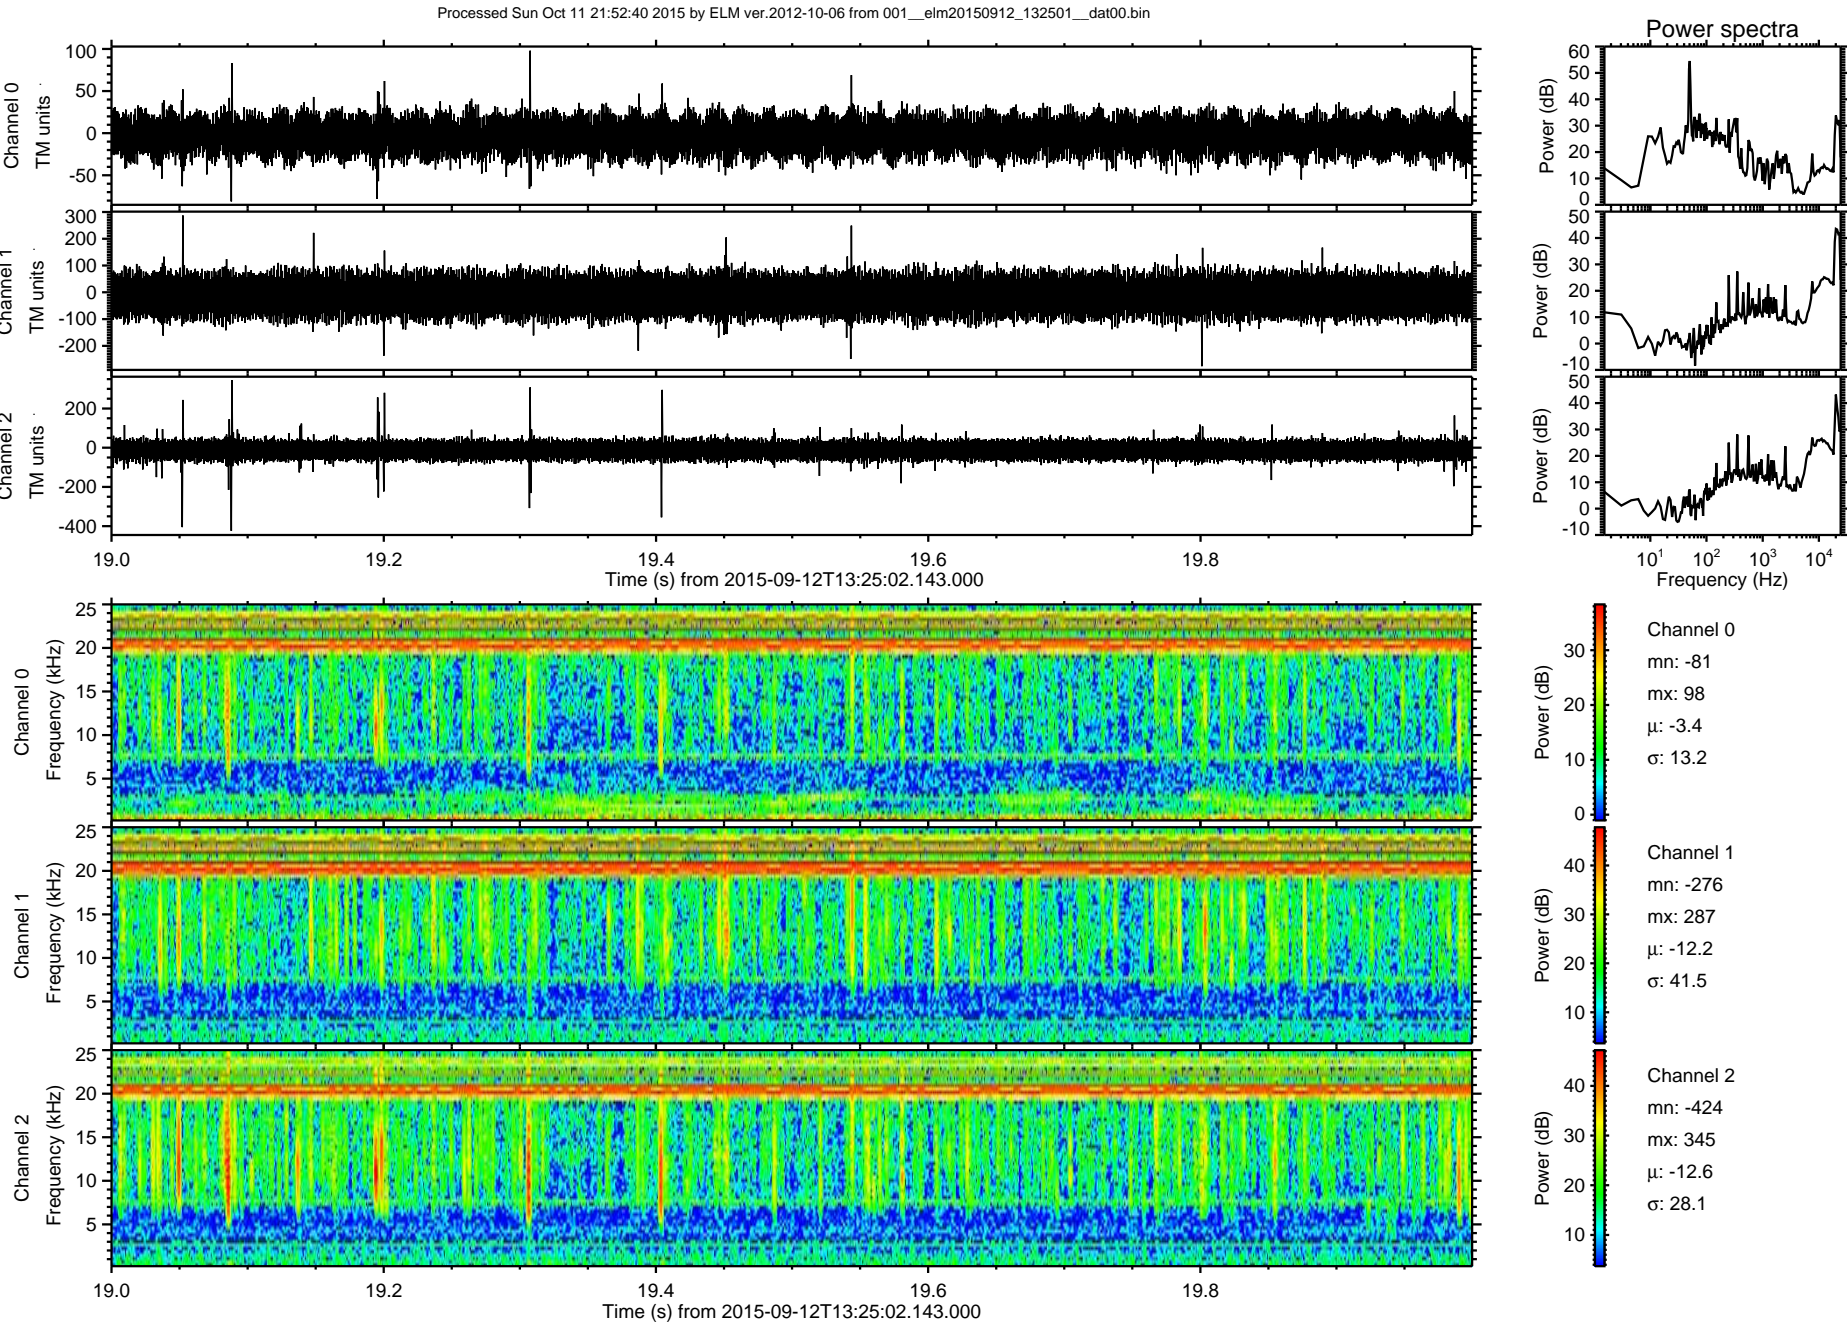 Processed Sun Oct 11 21:52:40 2015 by ELM ver.2012-10-06 from 001__elm20150912_132501__dat00.bin
Power spectra
Channel 0
TM units
100
50
0
-50
Power (dB)
60
50
40
30
20
10
0
Channel 1
TM units
300
200
100
0
-100
-200
Power (dB)
50
40
30
20
10
0
-10
Channel 2
TM units
200
0
-200
-400
Power (dB)
50
40
30
20
10
0
-10
19.0 19.2 19.4 19.6 19.8
Time (s) from 2015-09-12T13:25:02.143.000
10¹ 10² 10³ 10⁴
Frequency (Hz)
Channel 0
Frequency (kHz)
25
20
15
10
5
Power (dB)
30
20
10
0
Channel 0
mn: -81
mx: 98
μ: -3.4
σ: 13.2
Channel 1
Frequency (kHz)
25
20
15
10
5
Power (dB)
40
30
20
10
Channel 1
mn: -276
mx: 287
μ: -12.2
σ: 41.5
Channel 2
Frequency (kHz)
25
20
15
10
5
Power (dB)
40
30
20
10
Channel 2
mn: -424
mx: 345
μ: -12.6
σ: 28.1
19.0 19.2 19.4 19.6 19.8
Time (s) from 2015-09-12T13:25:02.143.000